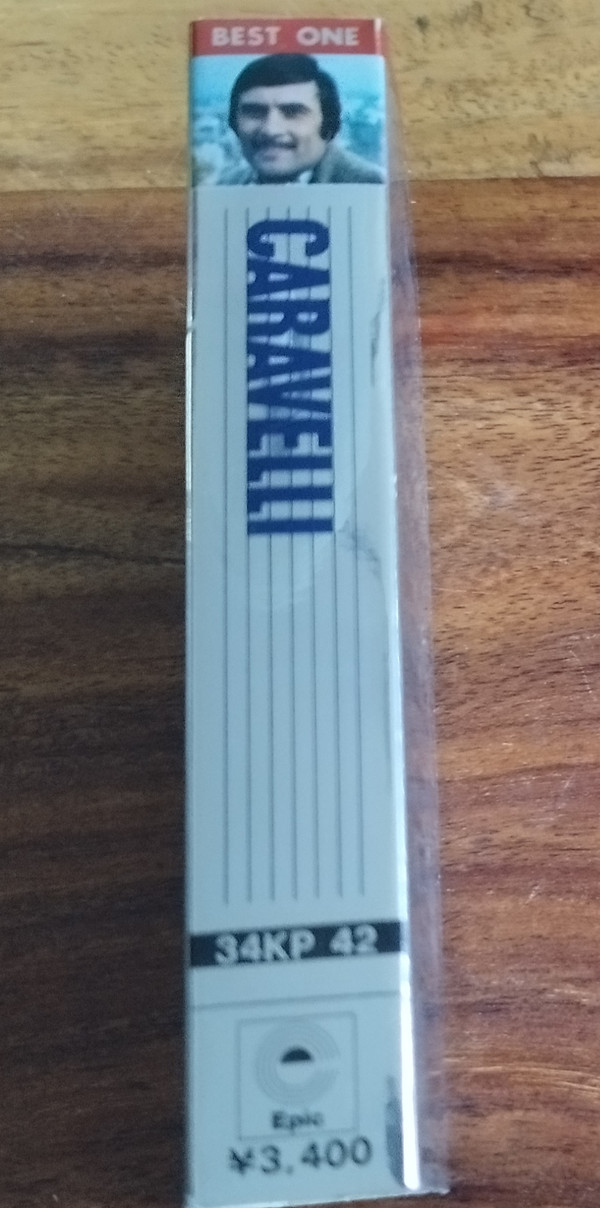 BEST ONE
CARAVELLI
34KP 42
Epic
¥3,400